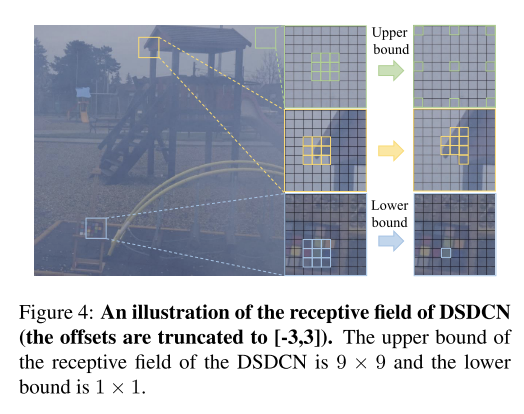 Upper
bound
Lower
bound
Figure 4: An illustration of the receptive field of DSDCN
(the offsets are truncated to [-3,3]). The upper bound of
the receptive field of the DSDCN is 9 × 9 and the lower
bound is 1 × 1.